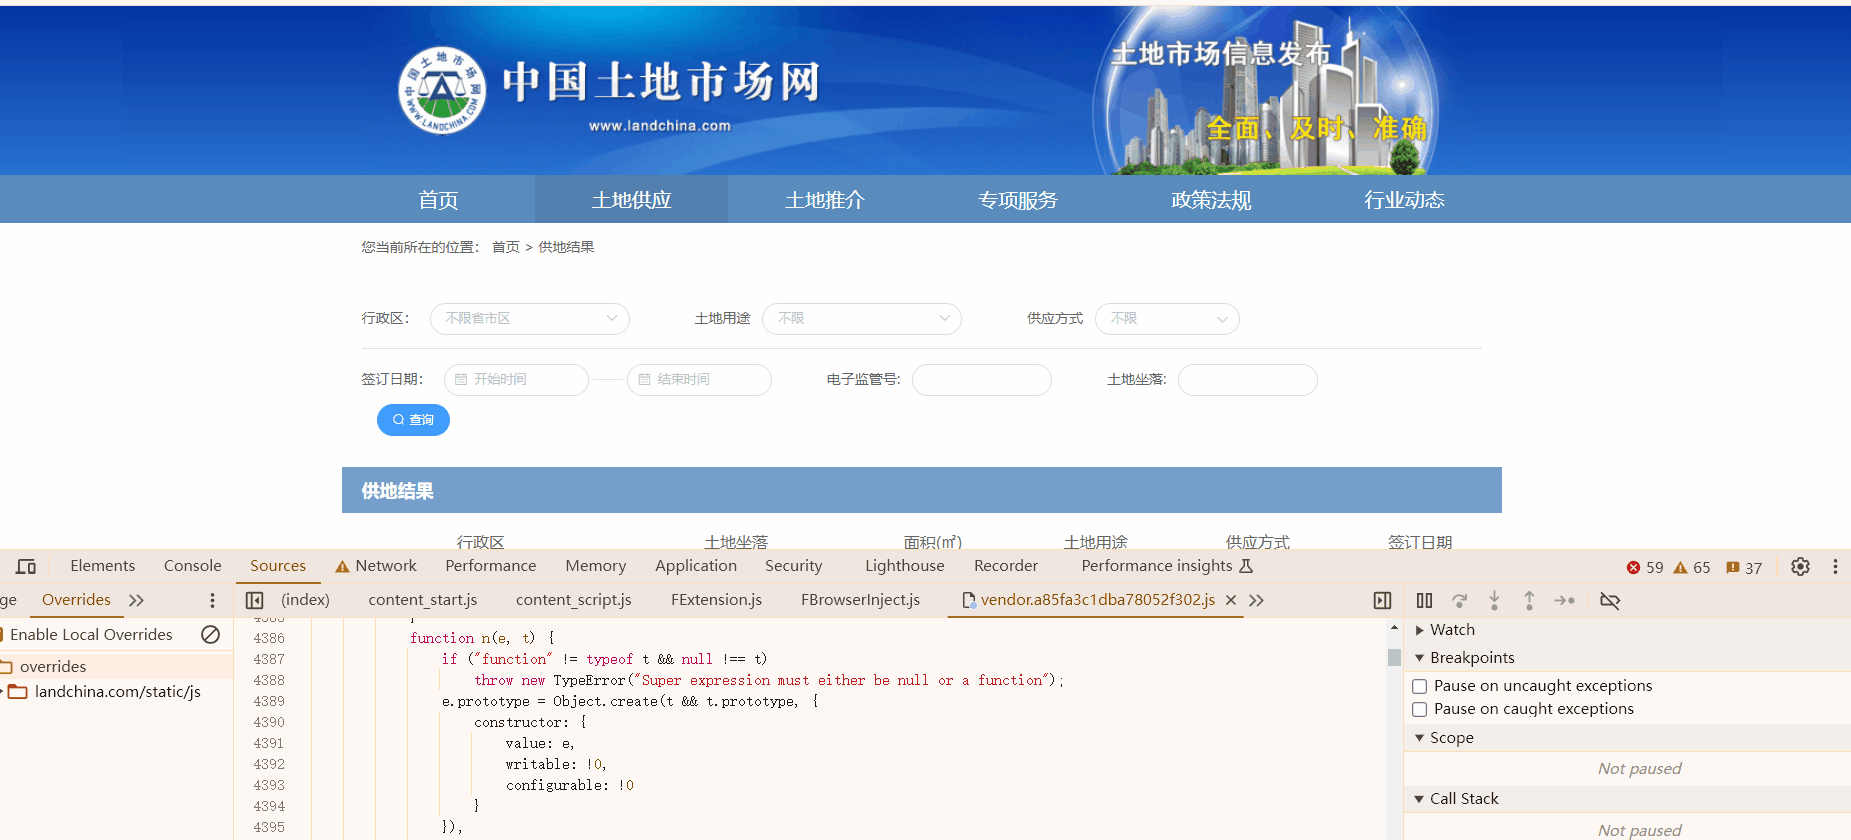 中国土地市场网
WWW.LANDCHINA.COM
中国土地市场网
www.landchina.com
土地市场信息发布
全面、及时、准确
首页 土地供应 土地推介 专项服务 政策法规 行业动态
您当前所在的位置： 首页 > 供地结果
行政区： 不限省市区 土地用途 不限 供应方式 不限
签订日期： 开始时间 结束时间 电子监管号: 土地坐落:
查询
供地结果
行政区 土地坐落 面积(㎡) 土地用途 供应方式 签订日期
Elements Console Sources Network Performance Memory Application Security Lighthouse Recorder Performance insights 59 65 37
ge Overrides (index) content_start.js content_script.js FExtension.js FBrowserInject.js vendor.a85fa3c1dba78052f302.js
Enable Local Overrides
overrides
landchina.com/static/js
4385 }
4386 function n(e, t) {
4387 if ("function" != typeof t && null !== t)
4388 throw new TypeError("Super expression must either be null or a function");
4389 e.prototype = Object.create(t && t.prototype, {
4390 constructor: {
4391 value: e,
4392 writable: !0,
4393 configurable: !0
4394 }
4395 }),
Watch
Breakpoints
Pause on uncaught exceptions
Pause on caught exceptions
Scope
Not paused
Call Stack
Not paused